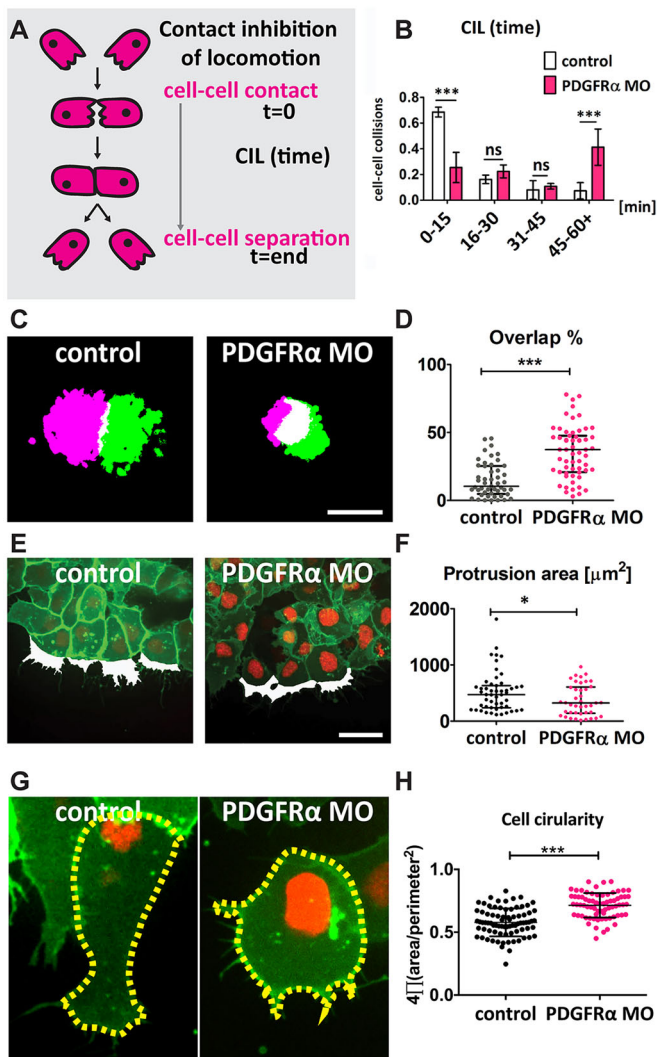 A
Contact inhibition
of locomotion
cell-cell contact
t=0
CIL (time)
cell-cell separation
t=end
B
CIL (time)
control
PDGFRα MO
cell-cell collisions
0.8
0.6
0.4
0.2
0.0
***
ns
ns
***
0-15
16-30
31-45
45-60+
[min]
C
control
PDGFRα MO
D
Overlap %
***
100
50
0
control
PDGFRα MO
E
control
PDGFRα MO
F
Protrusion area [μm²]
*
2000
1000
0
control
PDGFRα MO
G
control
PDGFRα MO
H
Cell cirularity
***
4∏(area/perimeter²)
1.0
0.5
0.0
control
PDGFRα MO